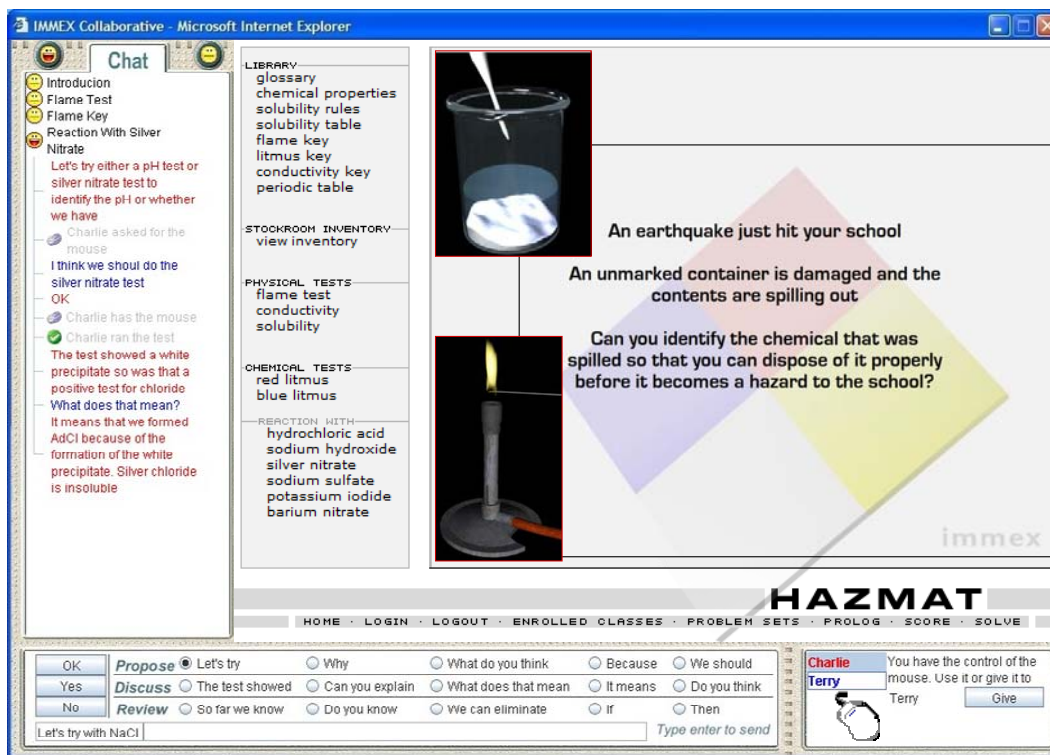 IMMEX Collaborative - Microsoft Internet Explorer
Chat
Introducion
Flame Test
Flame Key
Reaction With Silver
Nitrate
Let's try either a pH test or
silver nitrate test to
identify the pH or whether
we have
Charlie asked for the
mouse
I think we shoul do the
silver nitrate test
OK
Charlie has the mouse
Charlie ran the test
The test showed a white
precipitate so was that a
positive test for chloride
What does that mean?
It means that we formed
AdCl because of the
formation of the white
precipitate. Silver chloride
is insoluble
LIBRARY
glossary
chemical properties
solubility rules
solubility table
flame key
litmus key
conductivity key
periodic table
STOCKROOM INVENTORY
view inventory
PHYSICAL TESTS
flame test
conductivity
solubility
CHEMICAL TESTS
red litmus
blue litmus
REACTION WITH
hydrochloric acid
sodium hydroxide
silver nitrate
sodium sulfate
potassium iodide
barium nitrate
An earthquake just hit your school
An unmarked container is damaged and the
contents are spilling out
Can you identify the chemical that was
spilled so that you can dispose of it properly
before it becomes a hazard to the school?
immex
HAZMAT
HOME · LOGIN · LOGOUT · ENROLLED CLASSES · PROBLEM SETS · PROLOG · SCORE · SOLVE
OK Propose Let's try Why What do you think Because We should
Yes Discuss The test showed Can you explain What does that mean It means Do you think
No Review So far we know Do you know We can eliminate If Then
Let's try with NaCl Type enter to send
Charlie
Terry
You have the control of the
mouse. Use it or give it to
Terry Give